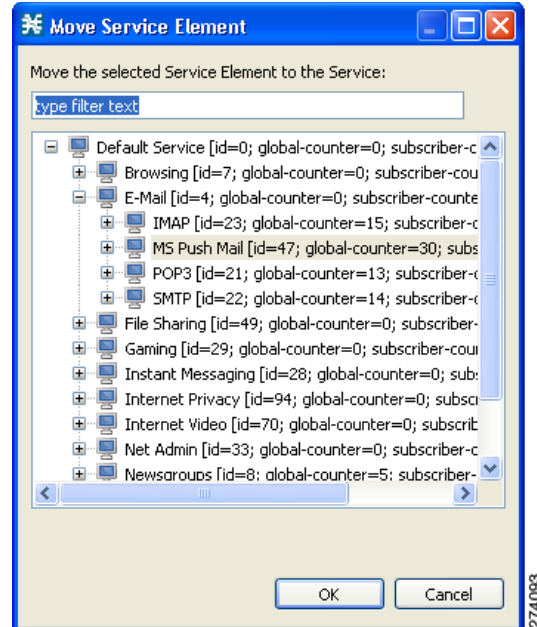 Move Service Element
Move the selected Service Element to the Service:
type filter text
Default Service [id=0; global-counter=0; subscriber-c
Browsing [id=7; global-counter=0; subscriber-cou
E-Mail [id=4; global-counter=0; subscriber-counte
IMAP [id=23; global-counter=15; subscriber-c
MS Push Mail [id=47; global-counter=30; subs
POP3 [id=21; global-counter=13; subscriber-c
SMTP [id=22; global-counter=14; subscriber-c
File Sharing [id=49; global-counter=0; subscriber-
Gaming [id=29; global-counter=0; subscriber-cou
Instant Messaging [id=28; global-counter=0; sub
Internet Privacy [id=94; global-counter=0; subscr
Internet Video [id=70; global-counter=0; subscrib
Net Admin [id=33; global-counter=0; subscriber-c
Newsgroups [id=8; global-counter=5; subscriber-
OK Cancel
274093